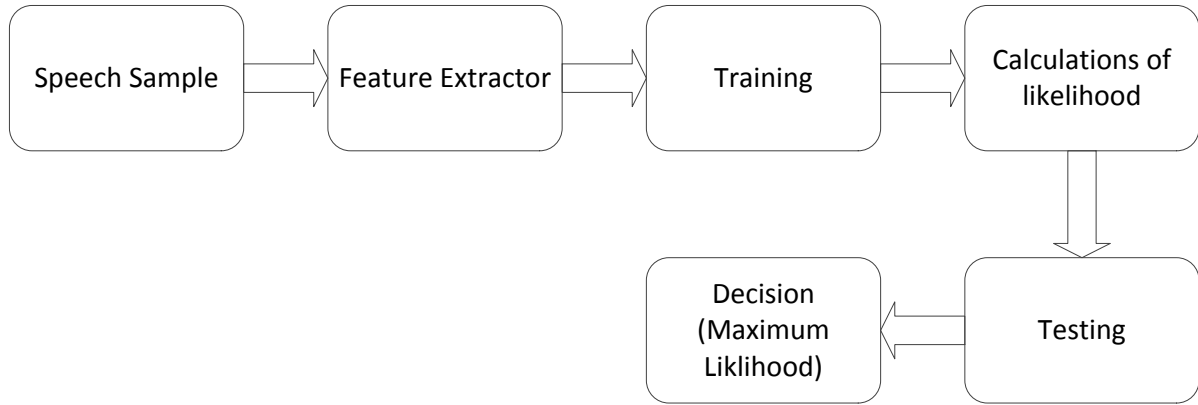 Speech Sample
Feature Extractor
Training
Calculations of
likelihood
Decision
(Maximum
Liklihood)
Testing